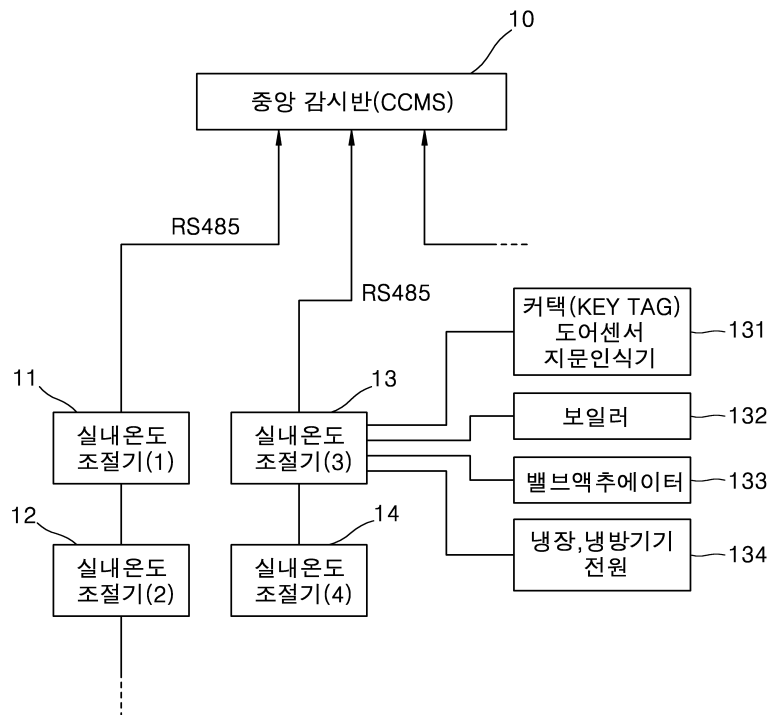 10
중앙 감시반(CCMS)
RS485
RS485
커택(KEY TAG)
도어센서
지문인식기
131
11
13
실내온도
조절기(1)
실내온도
조절기(3)
보일러
132
밸브액추에이터
133
12
14
실내온도
조절기(2)
실내온도
조절기(4)
냉장,냉방기기
전원
134